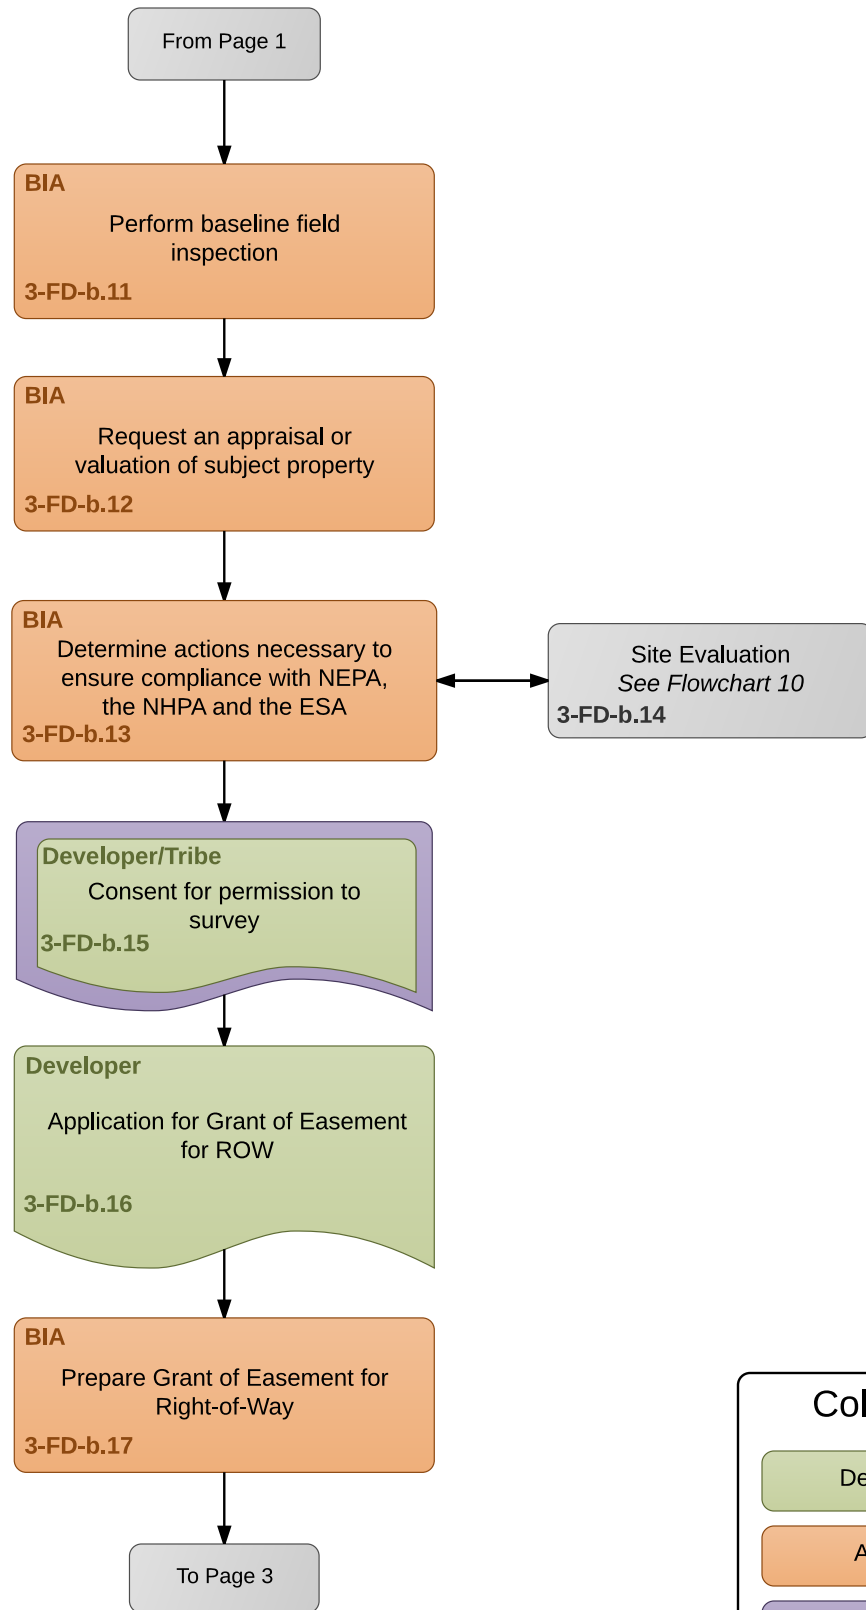 From Page 1
BIA
Perform baseline field
inspection
3-FD-b.11
BIA
Request an appraisal or
valuation of subject property
3-FD-b.12
BIA
Determine actions necessary to
ensure compliance with NEPA,
the NHPA and the ESA
3-FD-b.13
Site Evaluation
See Flowchart 10
3-FD-b.14
Developer/Tribe
Consent for permission to
survey
3-FD-b.15
Developer
Application for Grant of Easement
for ROW
3-FD-b.16
BIA
Prepare Grant of Easement for
Right-of-Way
3-FD-b.17
To Page 3